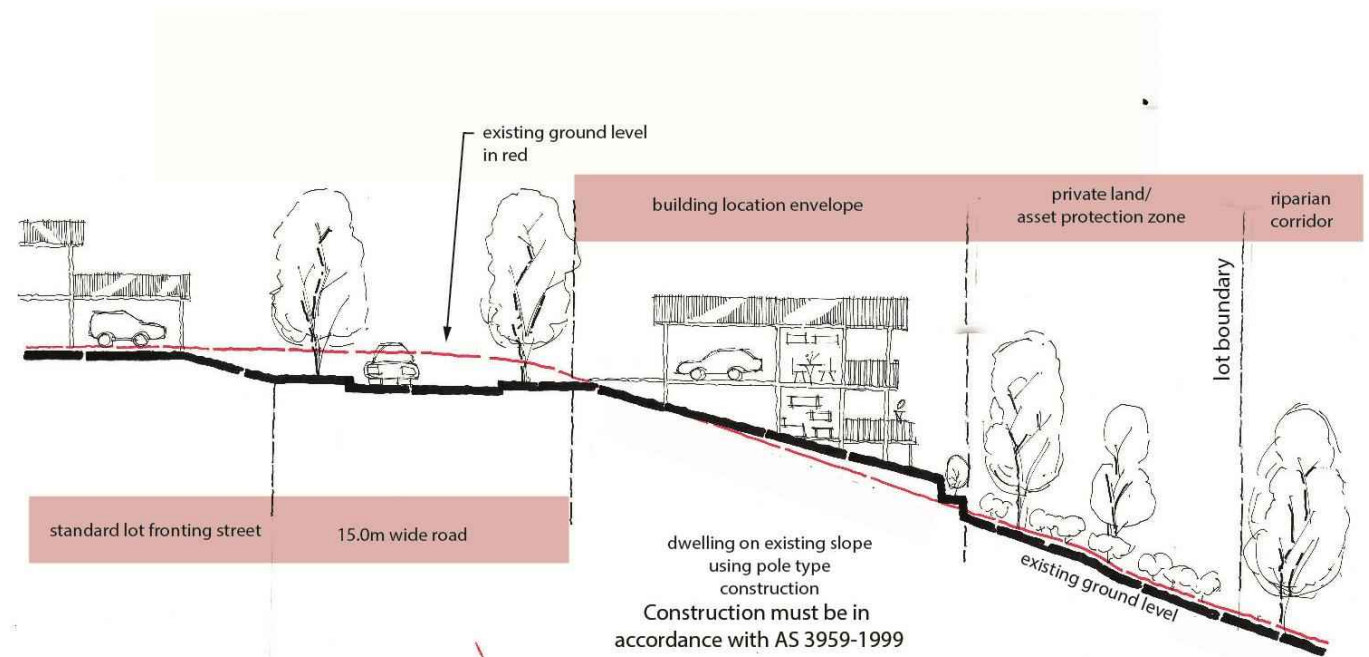 existing ground level
in red
building location envelope
private land/
asset protection zone
riparian
corridor
lot boundary
standard lot fronting street
15.0m wide road
dwelling on existing slope
using pole type
construction
Construction must be in
accordance with AS 3959-1999
existing ground level